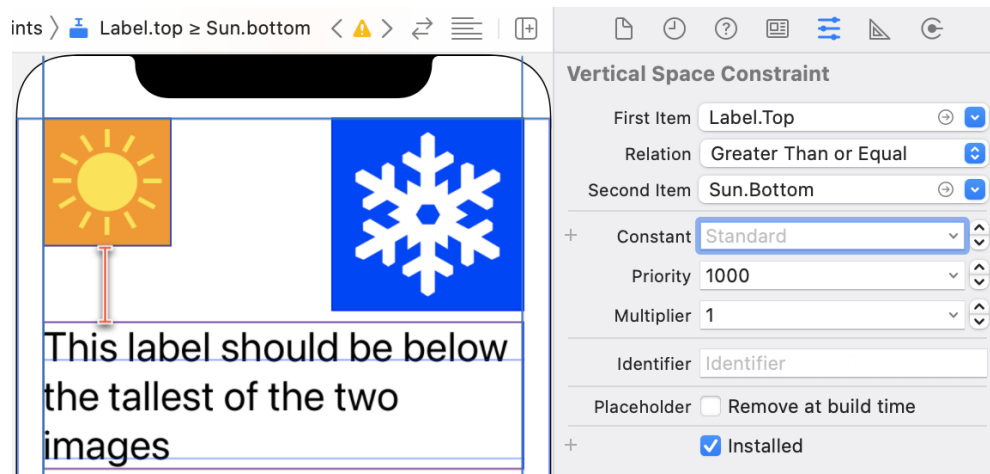 ints
Label.top ≥ Sun.bottom
Vertical Space Constraint
First Item Label.Top
Relation Greater Than or Equal
Second Item Sun.Bottom
Constant Standard
Priority 1000
Multiplier 1
Identifier Identifier
Placeholder Remove at build time
Installed
This label should be below
the tallest of the two
images